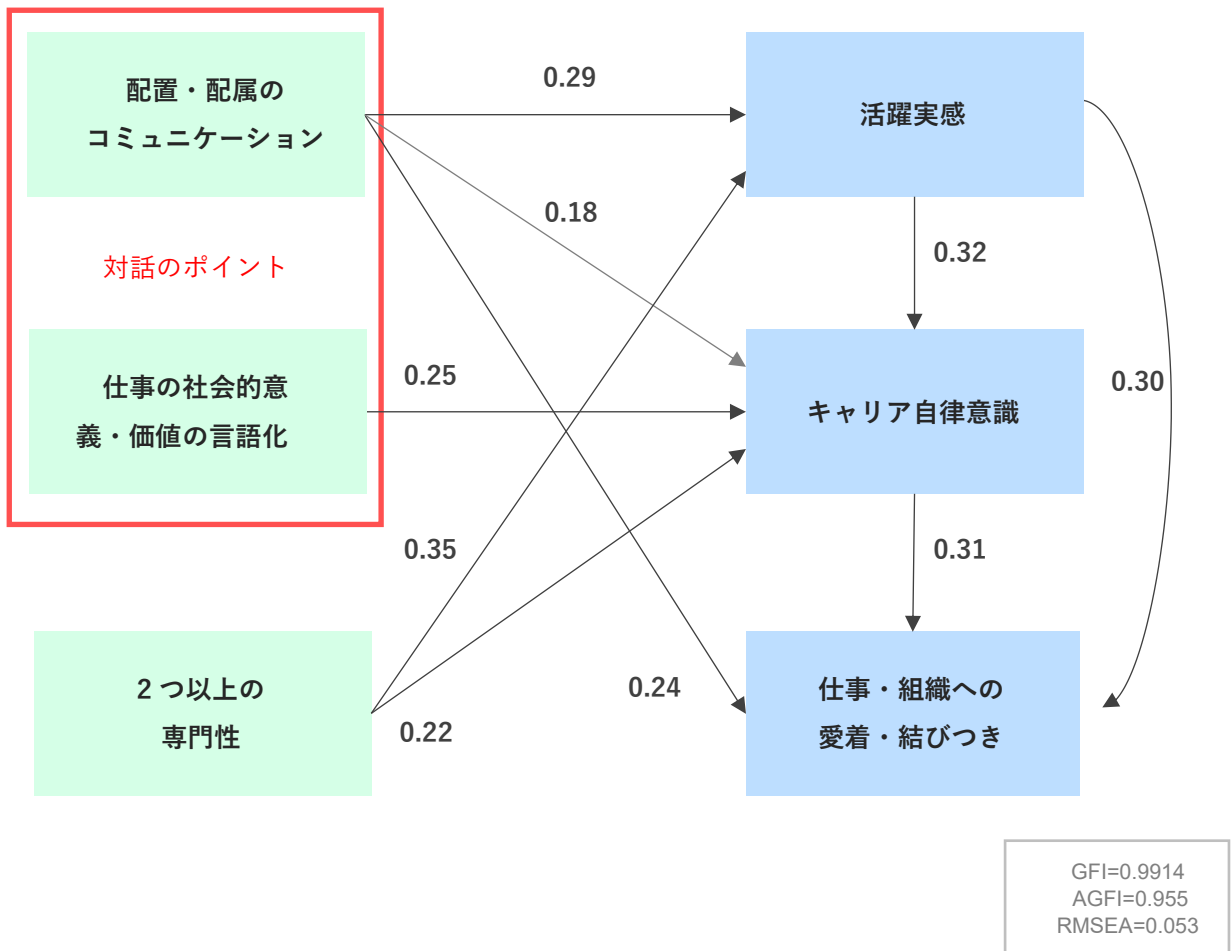 配置・配属の
コミュニケーション
対話のポイント
仕事の社会的意
義・価値の言語化
2 つ以上の
専門性
0.29
0.18
0.25
0.35
0.22
0.24
活躍実感
0.32
キャリア自律意識
0.30
0.31
仕事・組織への
愛着・結びつき
GFI=0.9914
AGFI=0.955
RMSEA=0.053